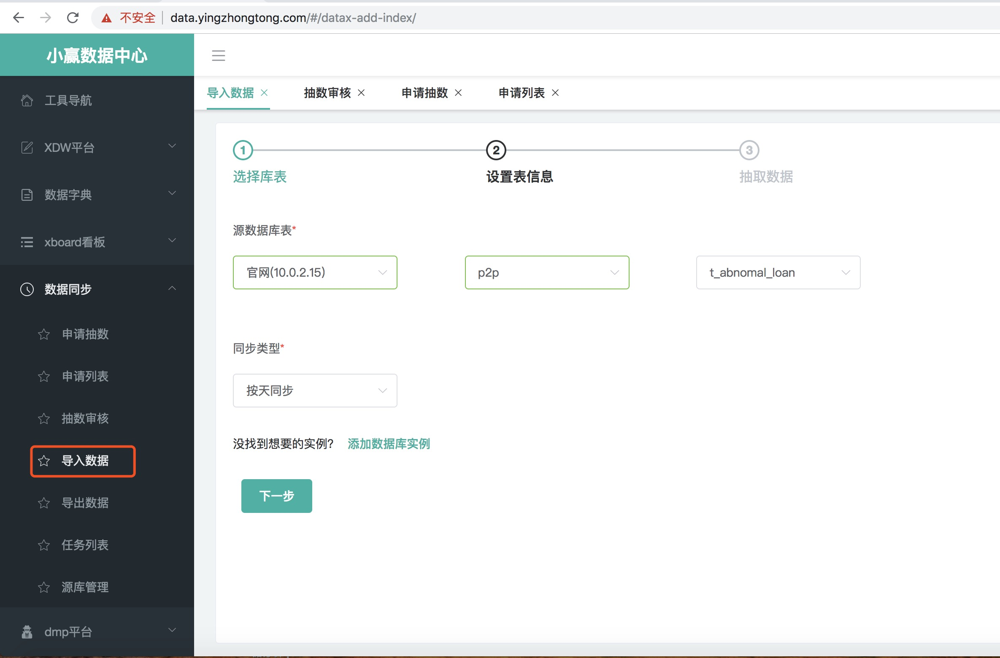 不安全 data.yingzhongtong.com/#/datax-add-index/
小赢数据中心
工具导航
XDW平台
数据字典
xboard看板
数据同步
申请抽数
申请列表
抽数审核
导入数据
导出数据
任务列表
源库管理
dmp平台
导入数据 抽数审核 申请抽数 申请列表
1 2 3
选择库表 设置表信息 抽取数据
源数据库表*
官网(10.0.2.15) p2p t_abnomal_loan
同步类型*
按天同步
没找到想要的实例? 添加数据库实例
下一步